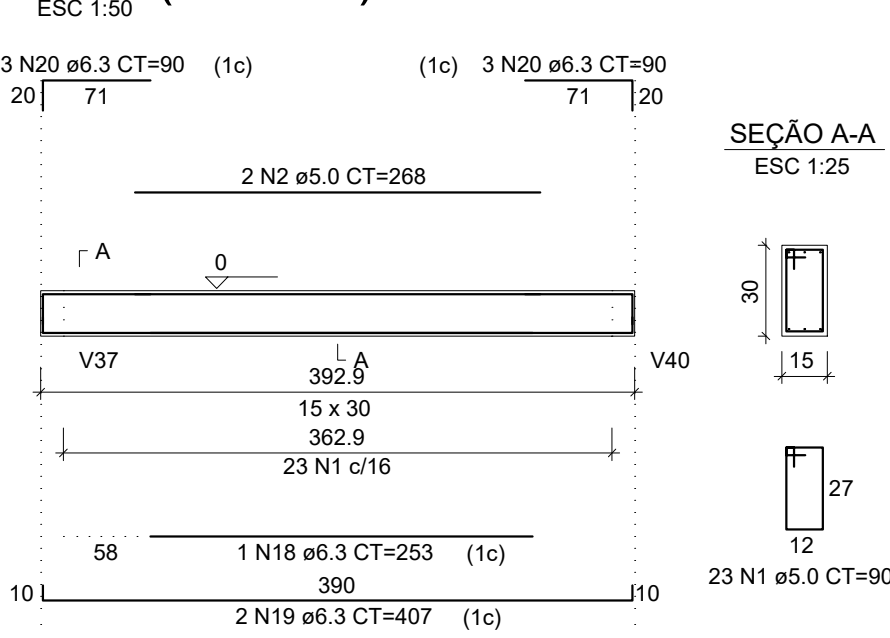 ESC 1:50
3 N20 ø6.3 CT=90 (1c)
(1c) 3 N20 ø6.3 CT=90
20 71
71 20
SEÇÃO A-A
ESC 1:25
2 N2 ø5.0 CT=268
A
0
30
V37
A
V40
15
392.9
15 x 30
362.9
23 N1 c/16
27
12
58
1 N18 ø6.3 CT=253 (1c)
23 N1 ø5.0 CT=90
10
390
10
2 N19 ø6.3 CT=407 (1c)